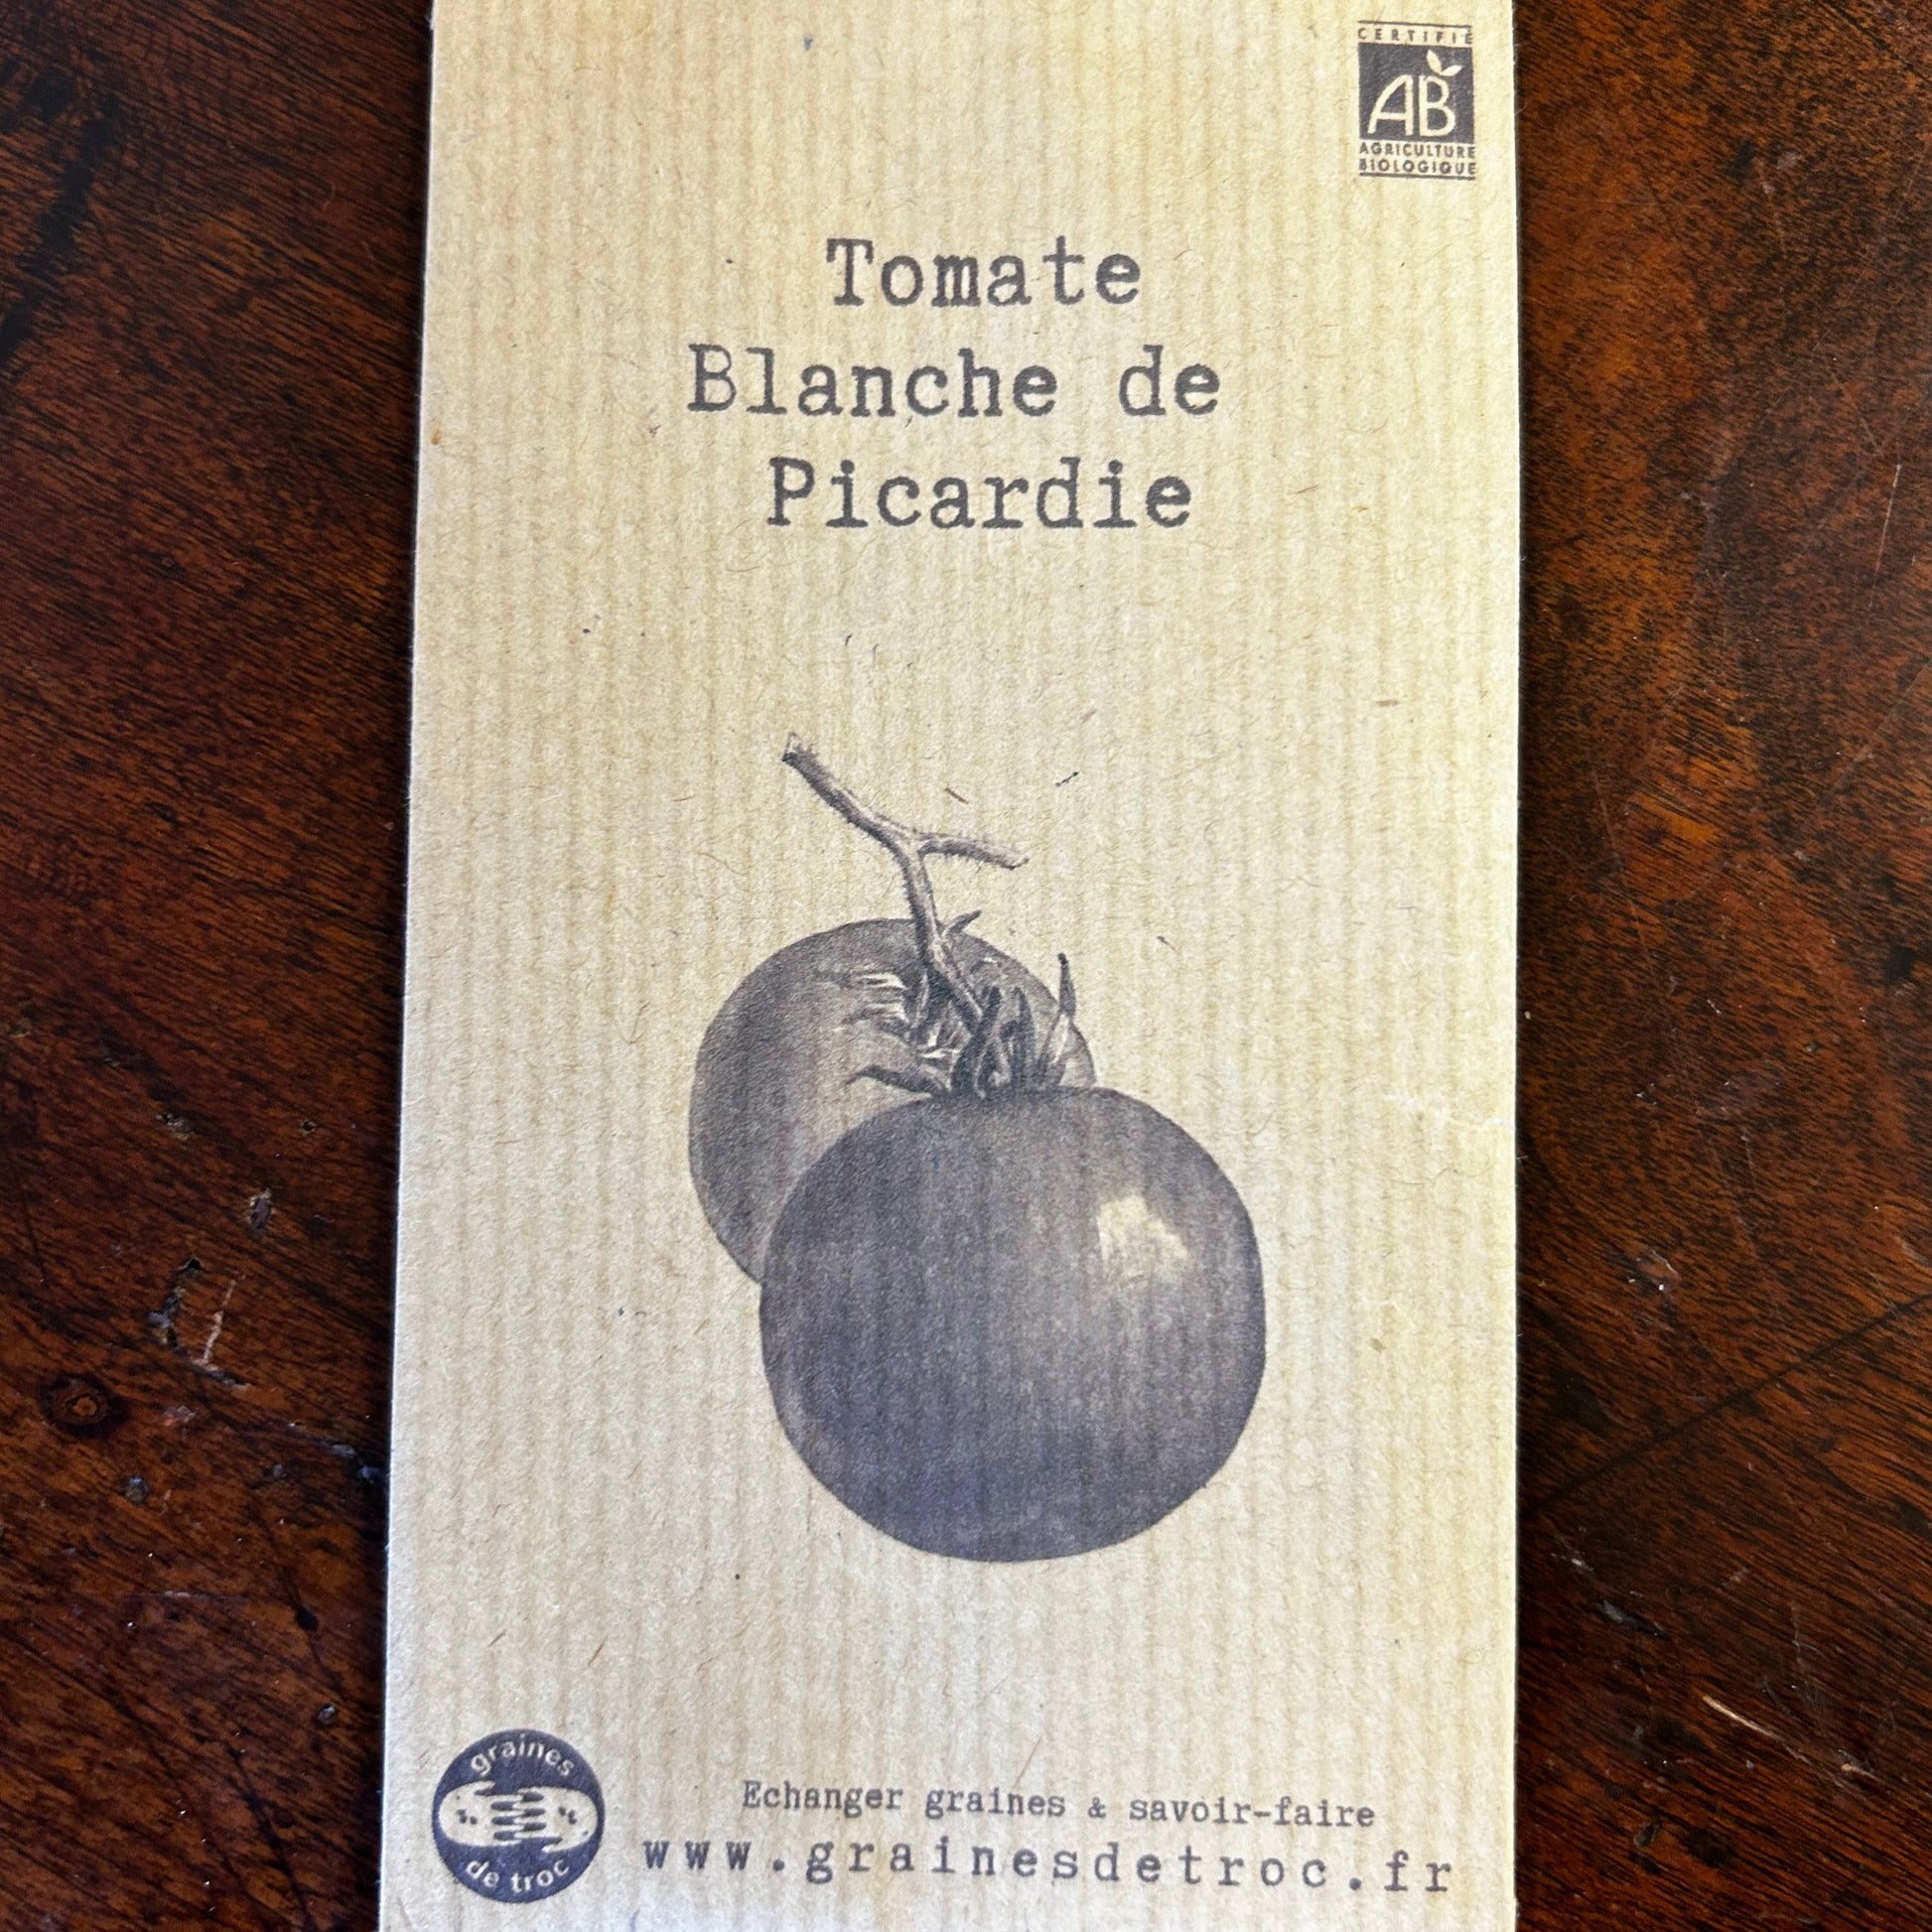 CERTIFIÉ
AB
AGRICULTURE
BIOLOGIQUE
Tomate
Blanche de
Picardie
graines
de troc
Echanger graines & savoir-faire
www.grainesdetroc.fr